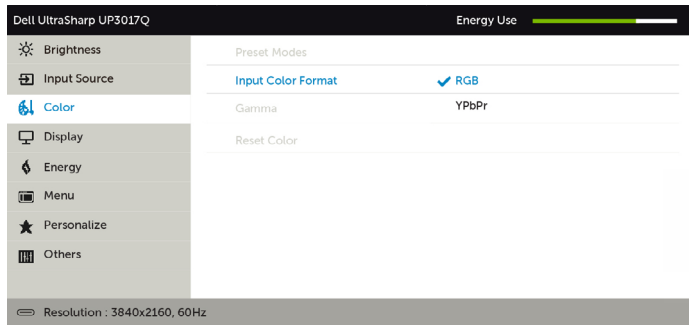 Dell UltraSharp UP3017Q Energy Use
Brightness
Preset Modes
Input Source
Input Color Format
RGB
Color
Gamma
YPbPr
Display
Reset Color
Energy
Menu
Personalize
Others
Resolution : 3840x2160, 60Hz